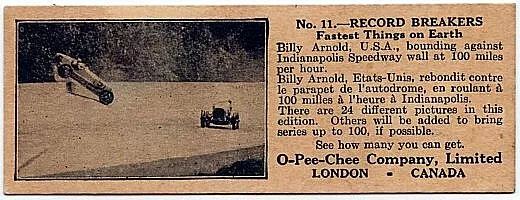 No. 11.—RECORD BREAKERS
Fastest Things on Earth
Billy Arnold, U.S.A., bounding against
Indianapolis Speedway wall at 100 miles
per hour.
Billy Arnold, Etats-Unis, rebondit contre
le parapet de l'autodrome, en roulant à
100 milles à l'heure à Indianapolis.
There are 24 different pictures in this
edition. Others will be added to bring
series up to 100, if possible.
See how many you can get.
O-Pee-Chee Company, Limited
LONDON - CANADA